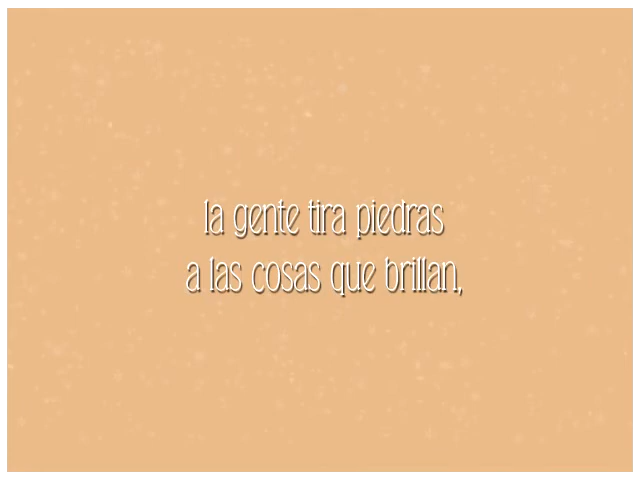 la gente tira piedras
a las cosas que brillan,